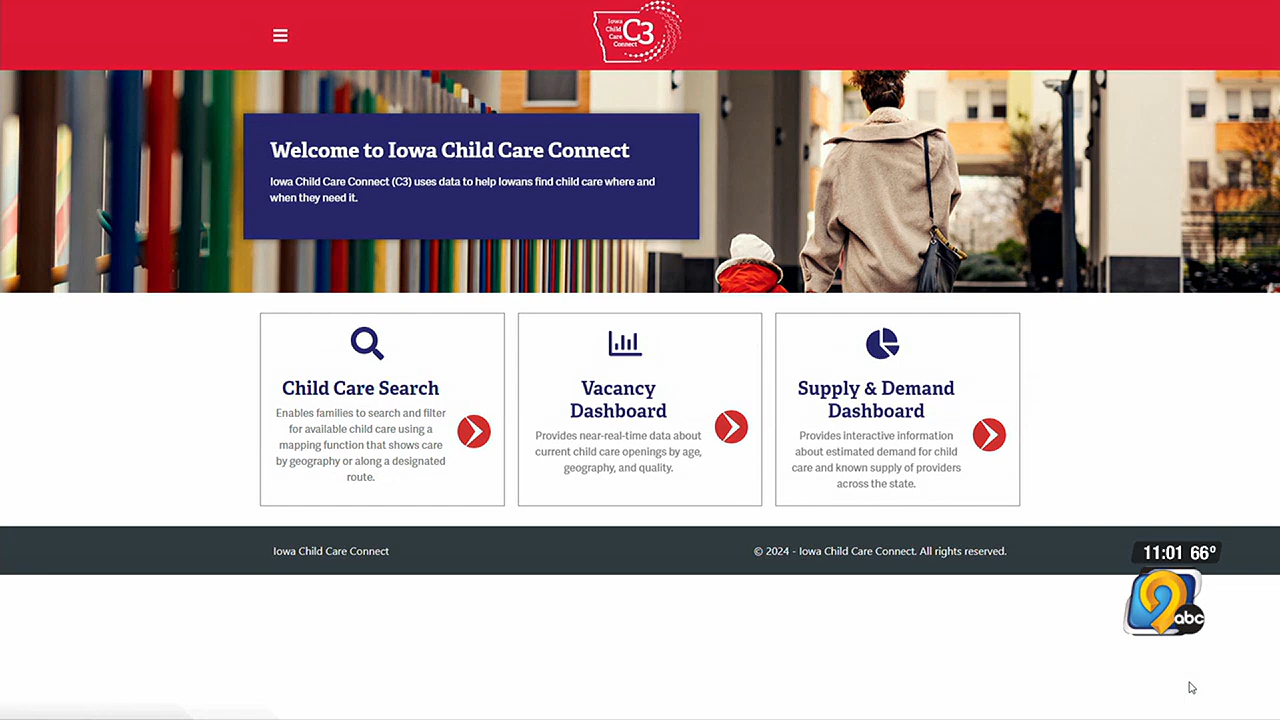 Iowa
Child
Care
Connect
C3
Welcome to Iowa Child Care Connect
Iowa Child Care Connect (C3) uses data to help Iowans find child care where and
when they need it.
Child Care Search
Enables families to search and filter
for available child care using a
mapping function that shows care
by geography or along a designated
route.
Vacancy
Dashboard
Provides near-real-time data about
current child care openings by age,
geography, and quality.
Supply & Demand
Dashboard
Provides interactive information
about estimated demand for child
care and known supply of providers
across the state.
Iowa Child Care Connect
© 2024 - Iowa Child Care Connect. All rights reserved.
11:01 66°
9
abc